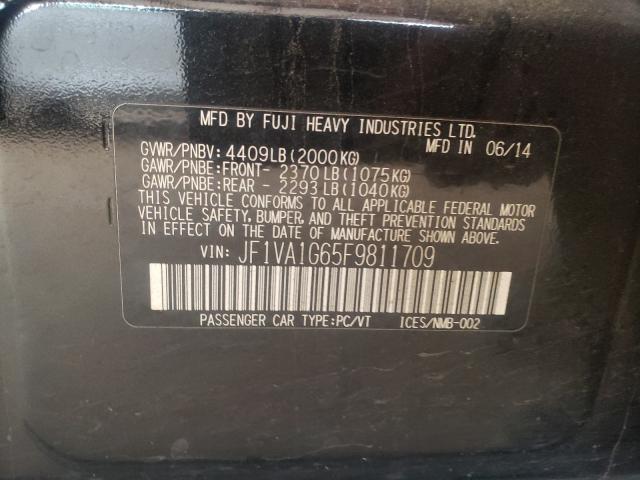 MFD BY FUJI HEAVY INDUSTRIES LTD.
MFD IN 06/14
GVWR/PNBV: 4409LB(2000KG)
GAWR/PNBE:FRONT- 2370LB(1075KG)
GAWR/PNBE:REAR - 2293LB(1040KG)
THIS VEHICLE CONFORMS TO ALL APPLICABLE FEDERAL MOTOR
VEHICLE SAFETY, BUMPER, AND THEFT PREVENTION STANDARDS
IN EFFECT ON THE DATE OF MANUFACTURE SHOWN ABOVE.
VIN: JF1VA1G65F9811709
PASSENGER CAR TYPE:PC/VT ICES/NMB-002